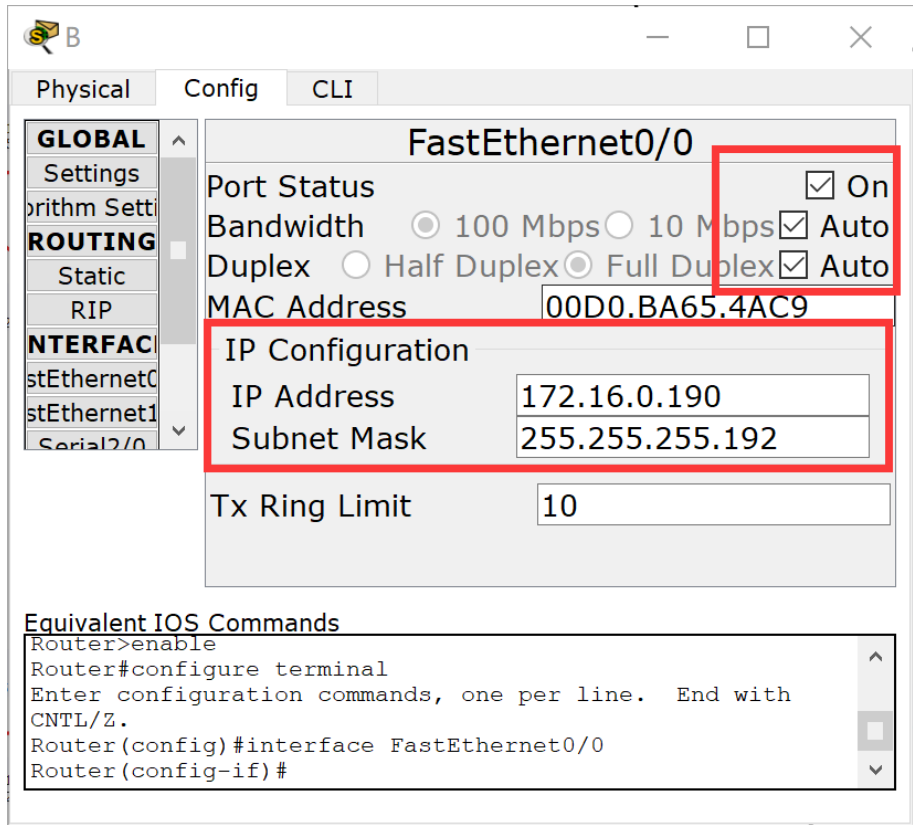 B
Physical Config CLI
GLOBAL
Settings
orithm Setti
ROUTING
Static
RIP
NTERFACI
stEthernet0
stEthernet1
Serial2/0
FastEthernet0/0
Port Status On
Bandwidth 100 Mbps 10 Mbps Auto
Duplex Half Duplex Full Duplex Auto
MAC Address 00D0.BA65.4AC9
IP Configuration
IP Address 172.16.0.190
Subnet Mask 255.255.255.192
Tx Ring Limit 10
Equivalent IOS Commands
Router>enable
Router#configure terminal
Enter configuration commands, one per line. End with
CNTL/Z.
Router(config)#interface FastEthernet0/0
Router(config-if)#